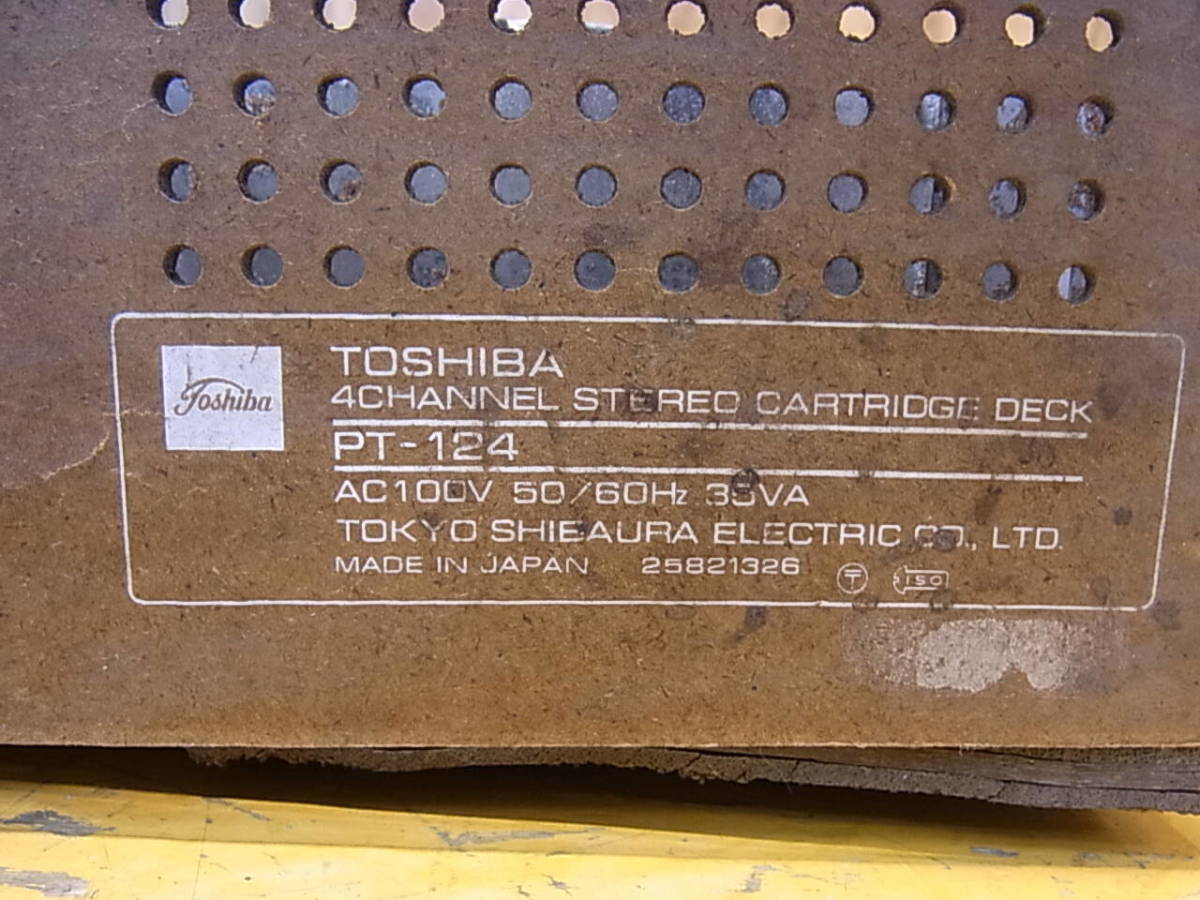 Toshiba
TOSHIBA
4CHANNEL STEREO CARTRIDGE DECK
PT-124
AC100V 50/60Hz
TOKYO SHIBAURA ELECTRIC CO., LTD.
MADE IN JAPAN 25821326 〒 ISO